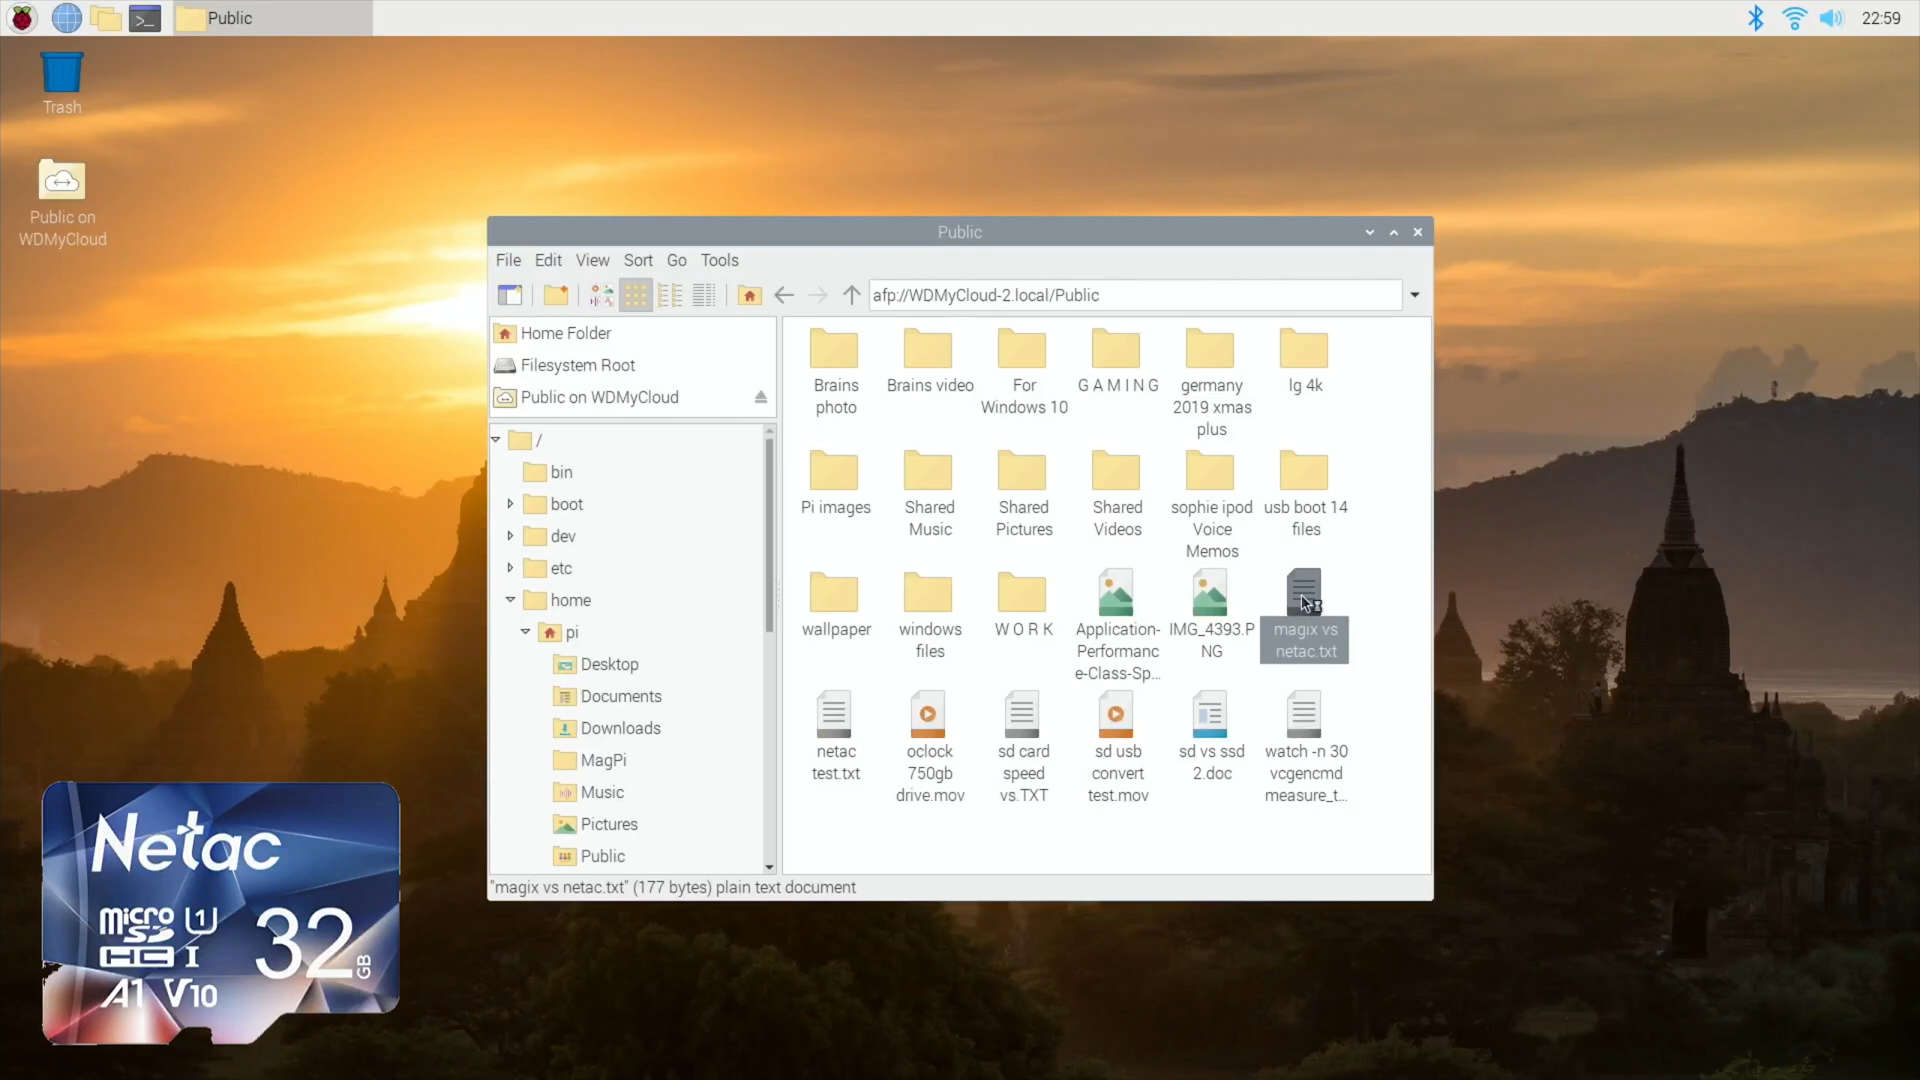 Public
22:59
Trash
Public on
WDMyCloud
Public
File Edit View Sort Go Tools
afp://WDMyCloud-2.local/Public
Home Folder
Filesystem Root
Public on WDMyCloud
/
bin
boot
dev
etc
home
pi
Desktop
Documents
Downloads
MagPi
Music
Pictures
Public
Brains
photo
Brains video
For
Windows 10
G A M I N G
germany
2019 xmas
plus
lg 4k
Pi images
Shared
Music
Shared
Pictures
Shared
Videos
sophie ipod
Voice
Memos
usb boot 14
files
wallpaper
windows
files
W O R K
Application-
Performanc
e-Class-Sp...
IMG_4393.P
NG
magix vs
netac.txt
netac
test.txt
oclock
750gb
drive.mov
sd card
speed
vs.TXT
sd usb
convert
test.mov
sd vs ssd
2.doc
watch -n 30
vcgencmd
measure_t...
"magix vs netac.txt" (177 bytes) plain text document
Netac
micro SD HC I U1
32GB
A1 V10